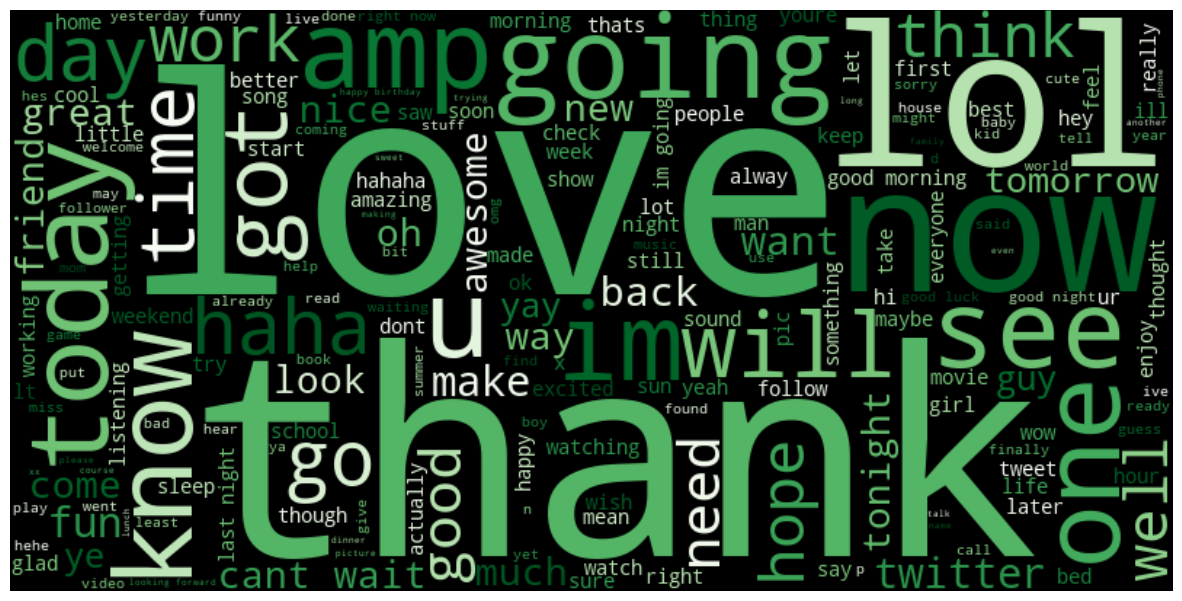 yesterday
funny
live
done
right now
morning
thats
thing
youre
home
day
work
amp
going
lol
think
let
first
sorry
cute
feel
really
phone
hes
cool
better
song
happy birthday
trying
nice
saw
soon
new
people
long
house
might
best
baby
kid
hey
tell
ill
another
year
great
little
welcome
time
got
start
coming
stuff
love
sweet
hahaha
amazing
making
oh
bit
omg
awesome
check
week
show
im going
keep
alway
good morning
d
family
world
tomorrow
friend
today
may
follower
mom
getting
help
made
ok
lot
night
music
still
man
want
use
now
take
everyone
said
even
thought
working
game
weekend
already
read
waiting
haha
dont
u
yay
way
back
im
sound
will
pic
something
hi
maybe
good luck
good night
ur
see
enjoy
lt
put
miss
know
try
book
look
summer
make
find
x
excited
sun
yeah
follow
movie
guy
girl
one
ive
ready
guess
listening
bad
hear
school
thank
found
boy
watching
tonight
wow
finally
please
xx
course
come
sleep
last night
ya
go
though
good
actually
happy
n
wish
mean
need
hope
tweet
life
later
hour
well
play
went
fun
least
lunch
give
dinner
picture
yet
talk
name
call
hehe
glad
ye
video
looking forward
cant wait
much
sure
watch
right
say
p
twitter
bed